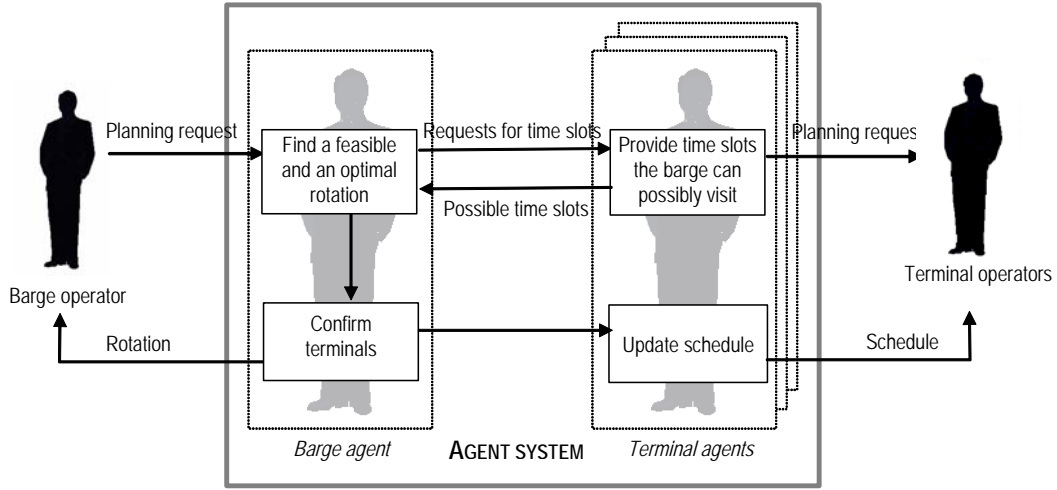 Planning request
Find a feasible
and an optimal
rotation
Requests for time slots
Provide time slots
the barge can
possibly visit
Planning reques
Possible time slots
Barge operator
Terminal operators
Rotation
Confirm
terminals
Update schedule
Schedule
Barge agent
AGENT SYSTEM
Terminal agents